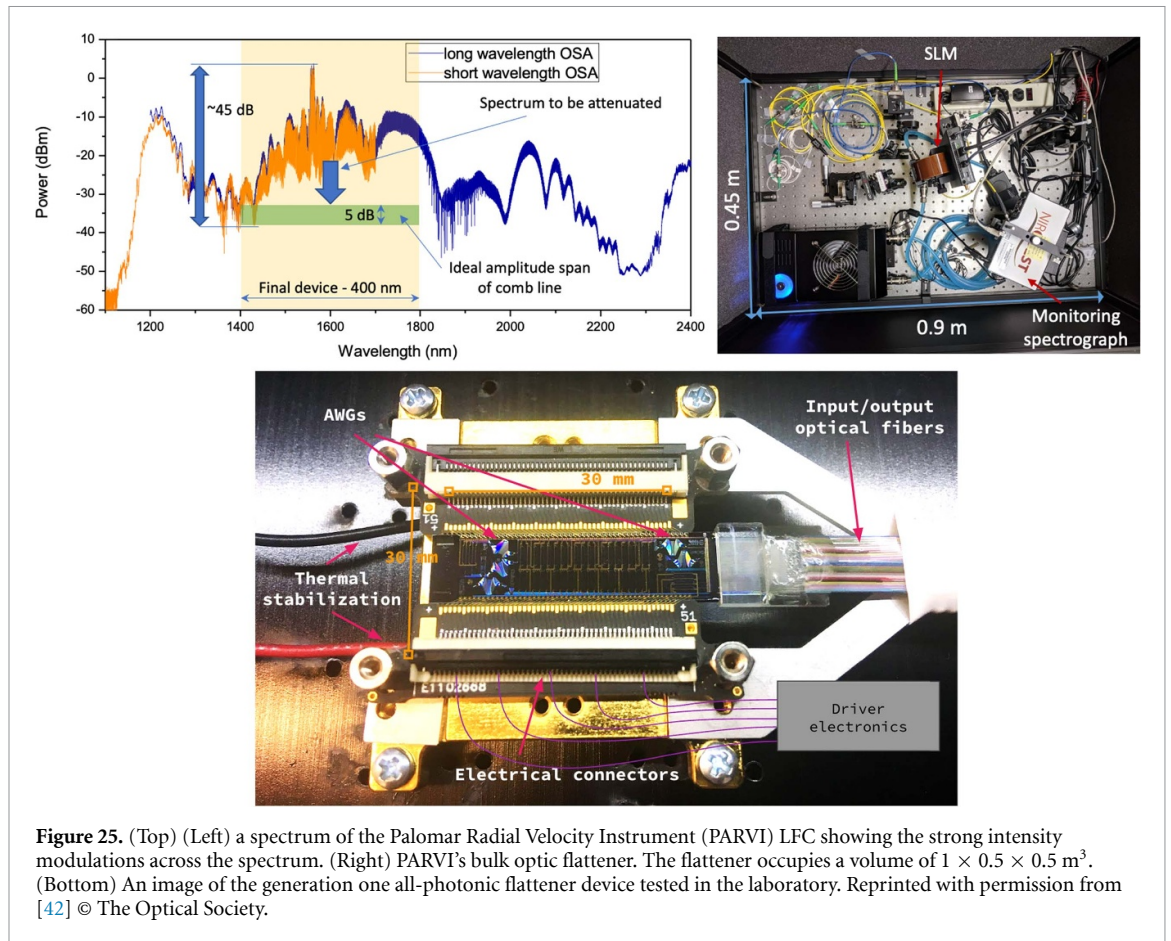 10
0
-10
-20
-30
-40
-50
-60
Power (dBm)
long wavelength OSA
short wavelength OSA
~45 dB
Spectrum to be attenuated
5 dB
Ideal amplitude span
of comb line
Final device - 400 nm
1200 1400 1600 1800 2000 2200 2400
Wavelength (nm)
SLM
0.45 m
0.9 m
Monitoring
spectrograph
AWGs
Input/output
optical fibers
30 mm
51
30 mm
Thermal
stabilization
51
E1102668
Driver
electronics
Electrical connectors
Figure 25. (Top) (Left) a spectrum of the Palomar Radial Velocity Instrument (PARVI) LFC showing the strong intensity
modulations across the spectrum. (Right) PARVI's bulk optic flattener. The flattener occupies a volume of 1 × 0.5 × 0.5 m³.
(Bottom) An image of the generation one all-photonic flattener device tested in the laboratory. Reprinted with permission from
[42] © The Optical Society.